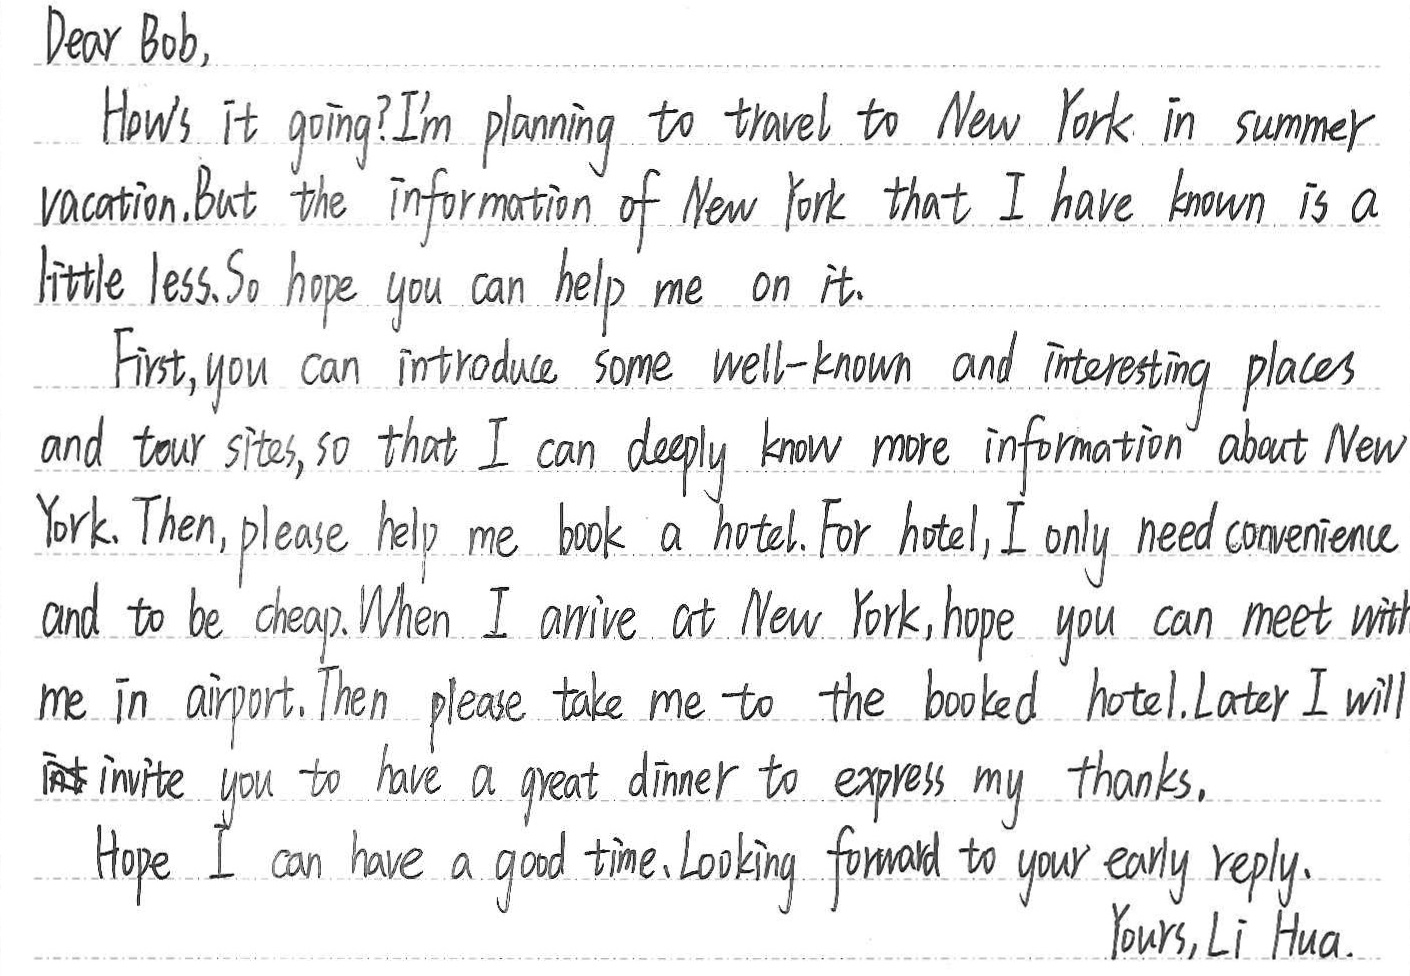 Dear Bob,
How's it going?I'm planning to travel to New York in summer
vacation.But the information of New York that I have known is a
little less.So hope you can help me on it.
First,you can introduce some well-known and interesting places
and tour sites,so that I can deeply know more information about New
York. Then,please help me book a hotel.For hotel,I only need convenience
and to be cheap.When I arrive at New York,hope you can meet with
me in airport.Then please take me to the booked hotel.Later I will
invite you to have a great dinner to express my thanks.
Hope I can have a good time.Looking forward to your early reply.
Yours,Li Hua.